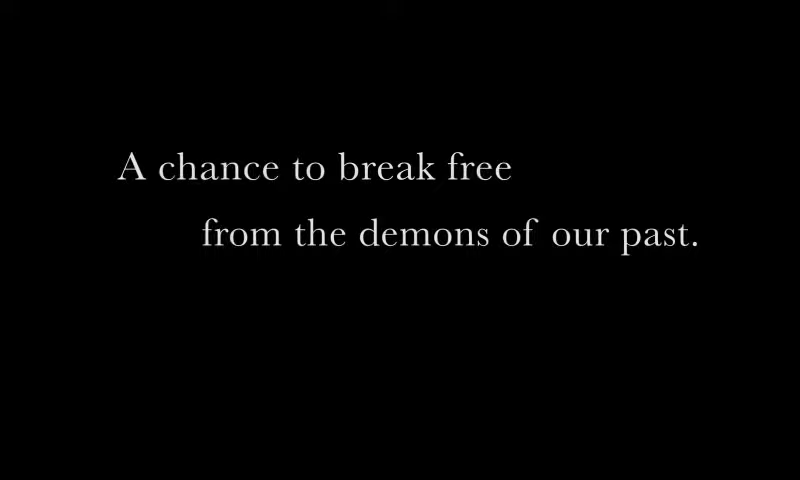 A chance to break free
from the demons of our past.